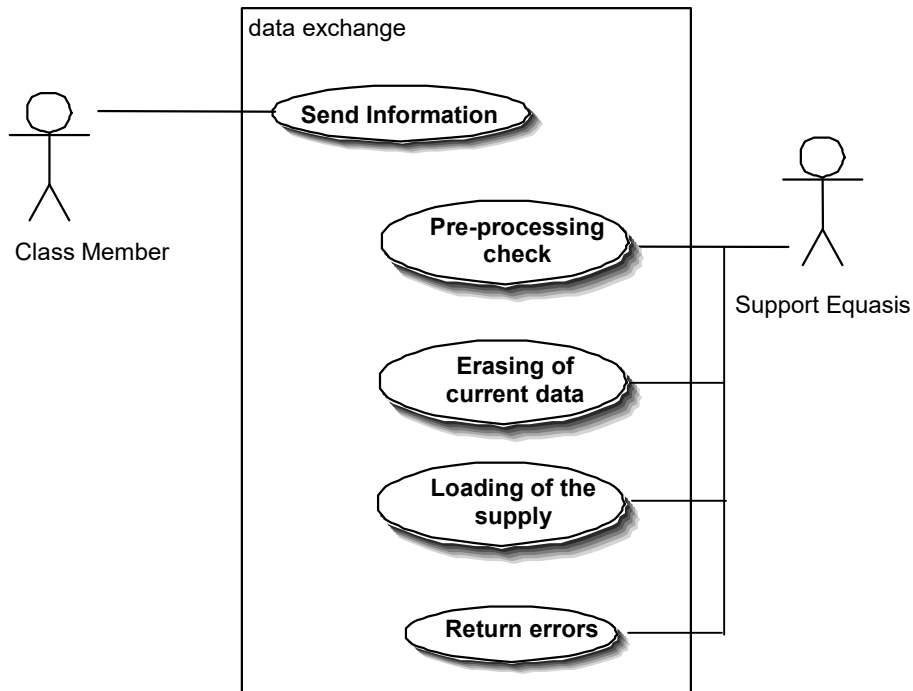 data exchange
Send Information
Class Member
Pre-processing
check
Support Equasis
Erasing of
current data
Loading of the
supply
Return errors